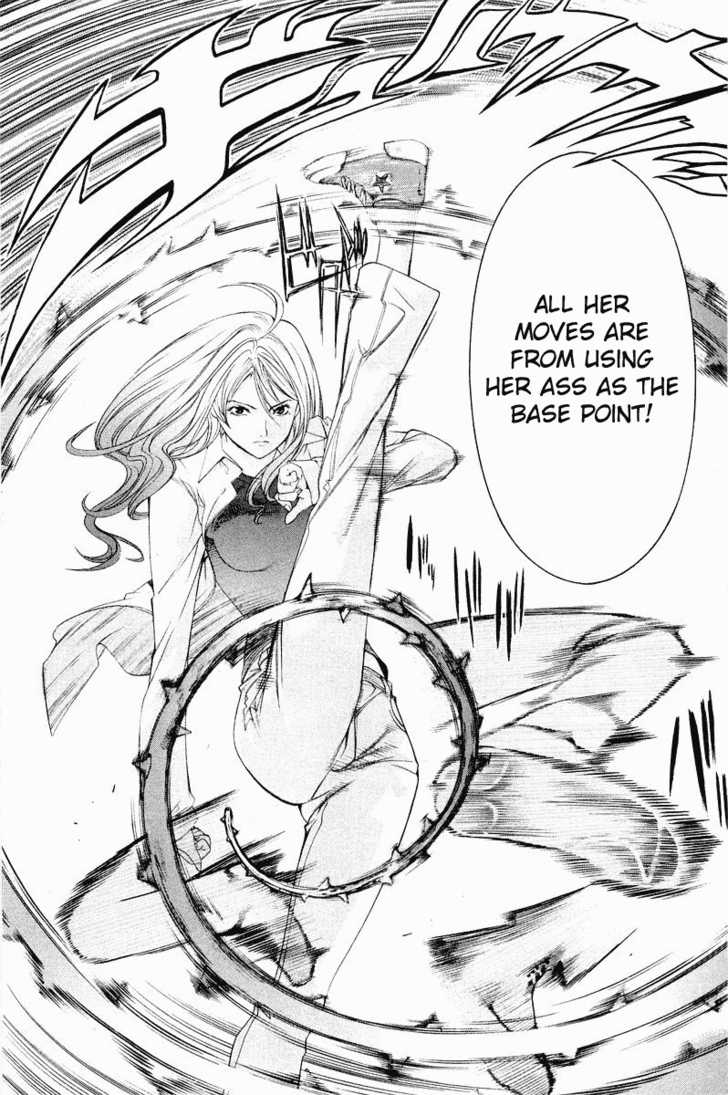 ALL HER
MOVES ARE
FROM USING
HER ASS AS THE
BASE POINT!